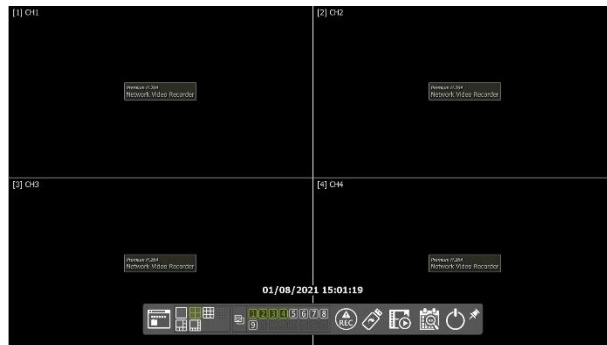 [1] CH1
[2] CH2
Premium H.264
Network Video Recorder
Premium H.264
Network Video Recorder
[3] CH3
[4] CH4
Premium H.264
Network Video Recorder
Premium H.264
Network Video Recorder
01/08/2021 15:01:19
1 2 3 4 5 6 7 8
9
REC